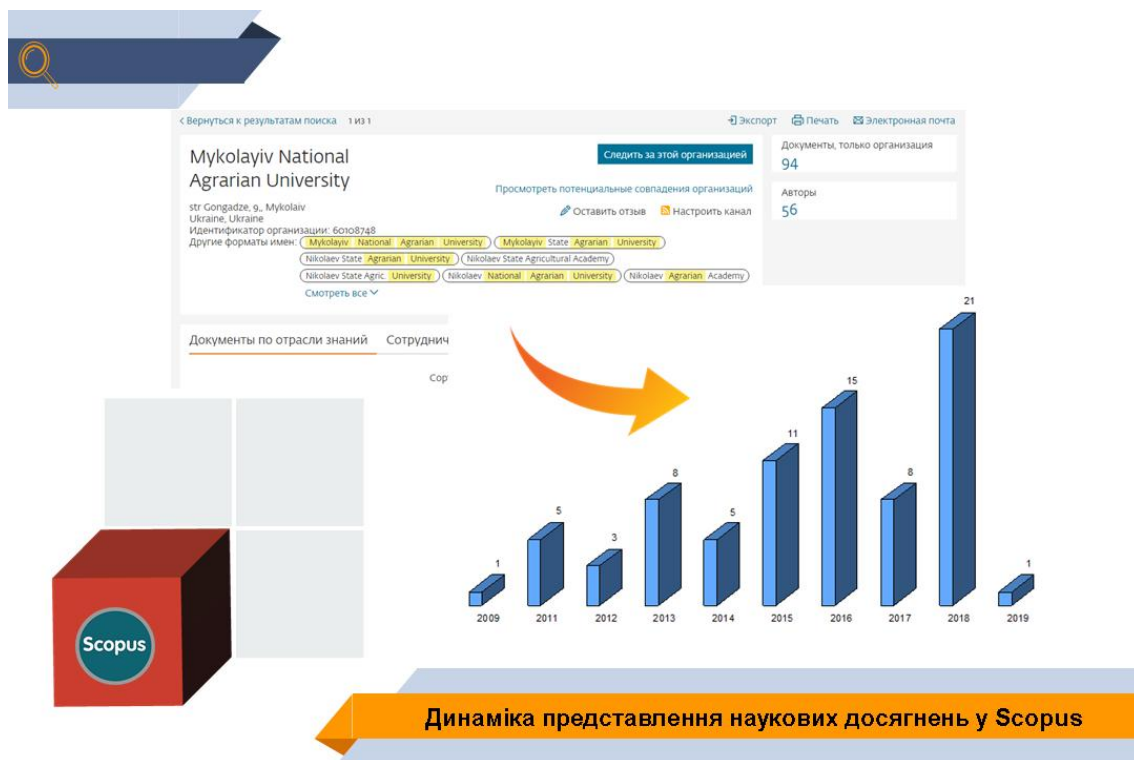 < Вернуться к результатам поиска 1 из 1
Экспорт Печать Электронная почта
Mykolayiv National
Agrarian University
Следить за этой организацией
Просмотреть потенциальные совпадения организаций
Оставить отзыв Настроить канал
str Gongadze, 9,, Mykolaiv
Ukraine, Ukraine
Идентификатор организации: 60108748
Другие форматы имен: Mykolayiv National Agrarian University Mykolayiv State Agrarian University
Nikolaev State Agrarian University Nikolaev State Agricultural Academy
Nikolaev State Agric. University Nikolaev National Agrarian University Nikolaev Agrarian Academy
Смотреть все
Документы, только организация
94
Авторы
56
Документы по отрасли знаний Сотруднич
Сор
1 5 3 8 5 11 15 8 21 1
2009 2011 2012 2013 2014 2015 2016 2017 2018 2019
Scopus
Динаміка представлення наукових досягнень у Scopus